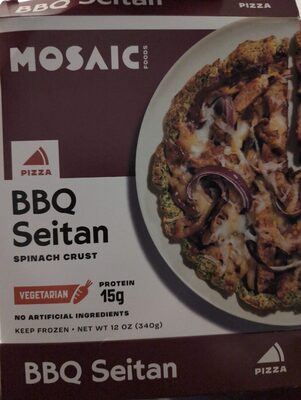 BBQ Seitan
PIZZA
MOSAIC
FOODS
PIZZA
BBQ
Seitan
SPINACH CRUST
VEGETARIAN
PROTEIN
15g
NO ARTIFICIAL INGREDIENTS
KEEP FROZEN • NET WT 12 OZ (340g)
BBQ Seitan
PIZZA